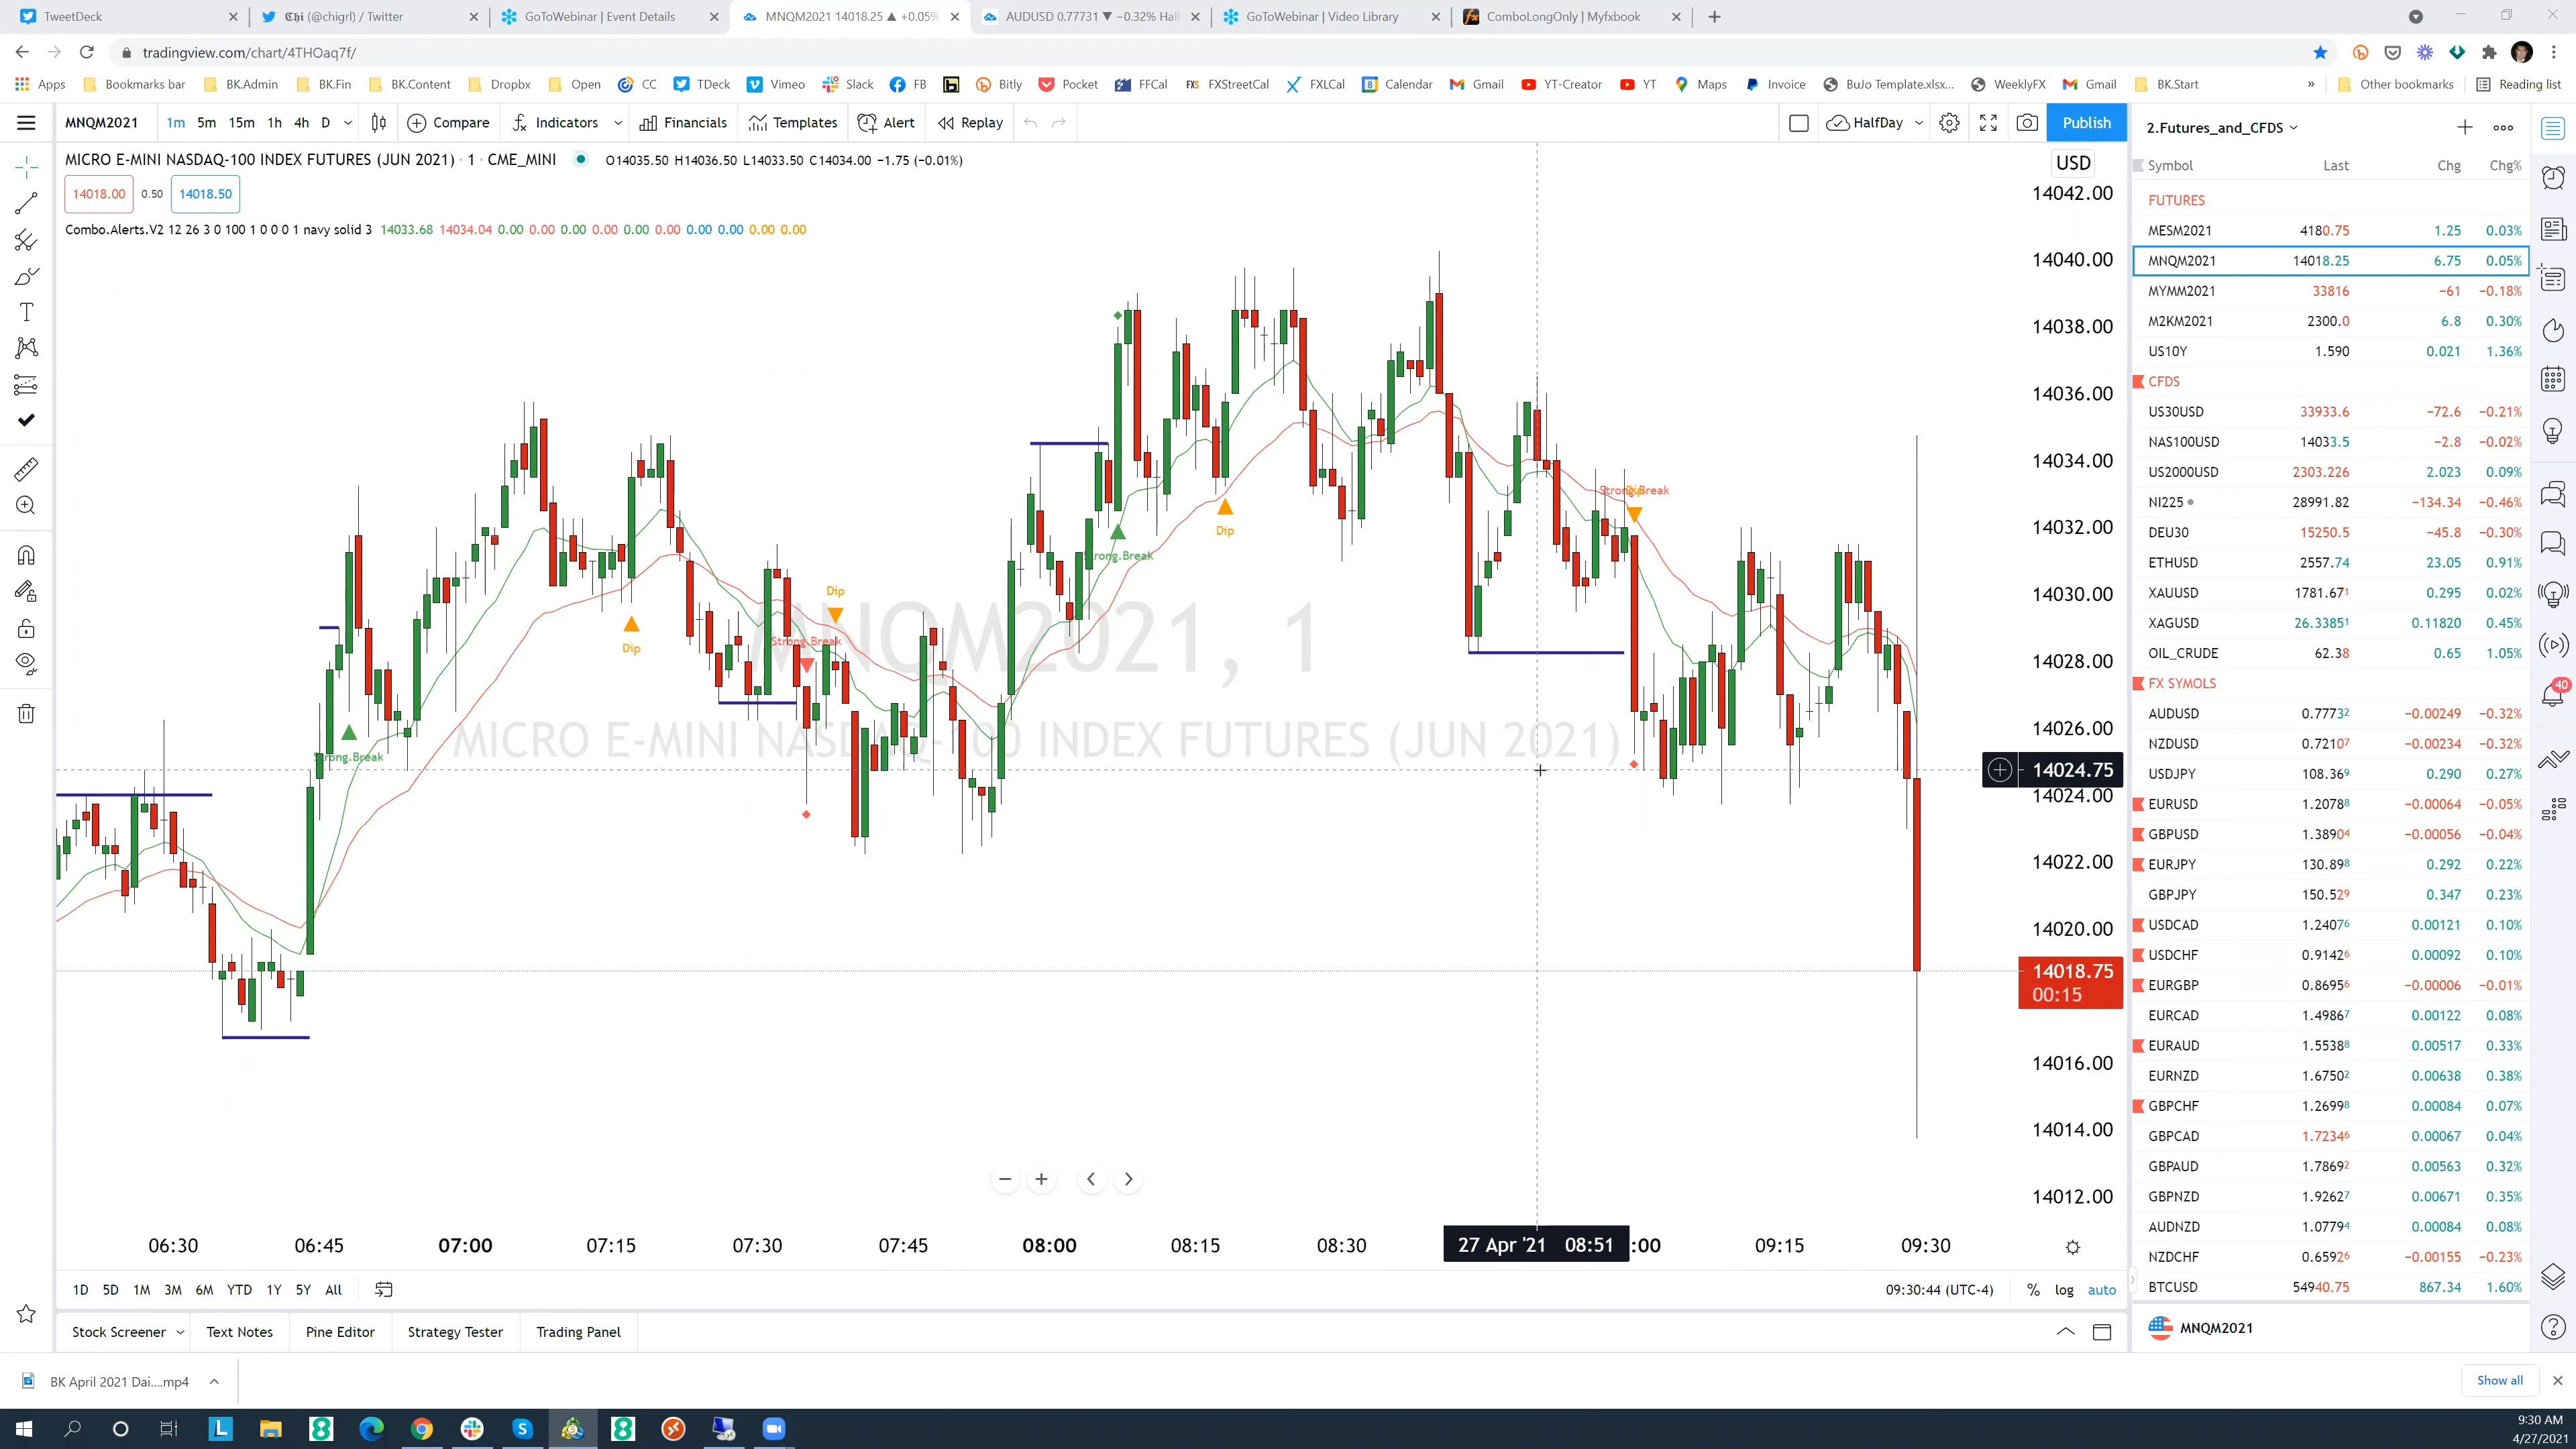 TweetDeck
Chi (@chigrl) / Twitter
GoToWebinar | Event Details
MNQM2021 14018.25 ▲ +0.05%
AUDUSD 0.77731 ▼ −0.32% Half
GoToWebinar | Video Library
ComboLongOnly | Myfxbook
tradingview.com/chart/4THOaq7f/
Apps Bookmarks bar BK.Admin BK.Fin BK.Content Dropbx Open CC TDeck Vimeo Slack FB Bitly Pocket FFCal FXStreetCal FXLCal Calendar Gmail YT-Creator YT Maps Invoice BuJo Template.xlsx... WeeklyFX Gmail BK.Start » Other bookmarks Reading list
MNQM2021 1m 5m 15m 1h 4h D Compare Indicators Financials Templates Alert Replay HalfDay Publish
MICRO E-MINI NASDAQ-100 INDEX FUTURES (JUN 2021) · 1 · CME_MINI O14035.50 H14036.50 L14033.50 C14034.00 −1.75 (−0.01%)
14018.00 0.50 14018.50
Combo.Alerts.V2 12 26 3 0 100 1 0 0 0 1 navy solid 3 14033.68 14034.04 0.00 0.00 0.00 0.00 0.00 0.00 0.00 0.00 0.00 0.00
USD
14042.00
14040.00
14038.00
14036.00
14034.00
14032.00
14030.00
14028.00
14026.00
14024.75
14024.00
14022.00
14020.00
14018.75
00:15
14016.00
14014.00
14012.00
Strong.Break
Dip
Strong.Break
Dip
Strong.Break
Dip
Strong.Break
MNQM2021, 1
MICRO E-MINI NASDAQ-100 INDEX FUTURES (JUN 2021)
06:30 06:45 07:00 07:15 07:30 07:45 08:00 08:15 08:30 27 Apr '21 08:51 :00 09:15 09:30
1D 5D 1M 3M 6M YTD 1Y 5Y All 09:30:44 (UTC-4) % log auto
Stock Screener Text Notes Pine Editor Strategy Tester Trading Panel
2.Futures_and_CFDS
Symbol Last Chg Chg%
FUTURES
MESM2021 4180.75 1.25 0.03%
MNQM2021 14018.25 6.75 0.05%
MYMM2021 33816 −61 −0.18%
M2KM2021 2300.0 6.8 0.30%
US10Y 1.590 0.021 1.36%
CFDS
US30USD 33933.6 −72.6 −0.21%
NAS100USD 14033.5 −2.8 −0.02%
US2000USD 2303.226 2.023 0.09%
NI225 28991.82 −134.34 −0.46%
DEU30 15250.5 −45.8 −0.30%
ETHUSD 2557.74 23.05 0.91%
XAUUSD 1781.671 0.295 0.02%
XAGUSD 26.33851 0.11820 0.45%
OIL_CRUDE 62.38 0.65 1.05%
FX SYMOLS
AUDUSD 0.77732 −0.00249 −0.32%
NZDUSD 0.72107 −0.00234 −0.32%
USDJPY 108.369 0.290 0.27%
EURUSD 1.20788 −0.00064 −0.05%
GBPUSD 1.38904 −0.00056 −0.04%
EURJPY 130.898 0.292 0.22%
GBPJPY 150.529 0.347 0.23%
USDCAD 1.24076 0.00121 0.10%
USDCHF 0.91426 0.00092 0.10%
EURGBP 0.86956 −0.00006 −0.01%
EURCAD 1.49867 0.00122 0.08%
EURAUD 1.55388 0.00517 0.33%
EURNZD 1.67502 0.00638 0.38%
GBPCHF 1.26998 0.00084 0.07%
GBPCAD 1.72346 0.00067 0.04%
GBPAUD 1.78692 0.00563 0.32%
GBPNZD 1.92627 0.00671 0.35%
AUDNZD 1.07794 0.00084 0.08%
NZDCHF 0.65926 −0.00155 −0.23%
BTCUSD 54940.75 867.34 1.60%
MNQM2021
40
BK April 2021 Dai....mp4
Show all
9:30 AM
4/27/2021